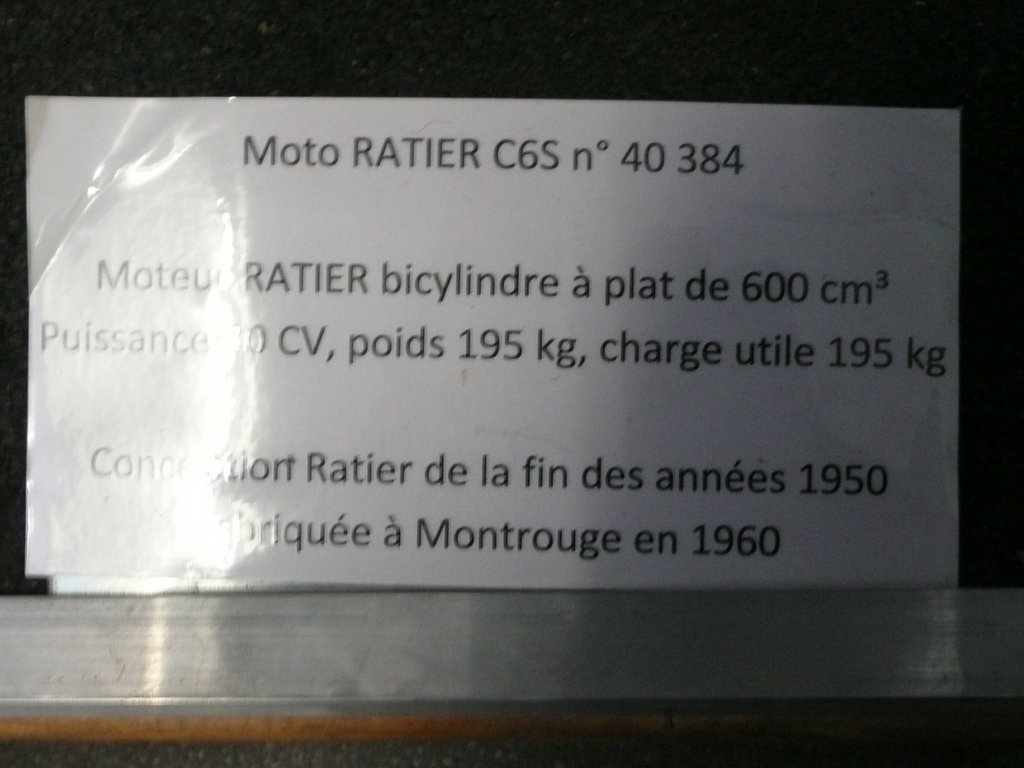 Moto RATIER C6S n° 40 384
Moteur RATIER bicylindre à plat de 600 cm³
Puissance CV, poids 195 kg, charge utile 195 kg
Conception Ratier de la fin des années 1950
Fabriquée à Montrouge en 1960